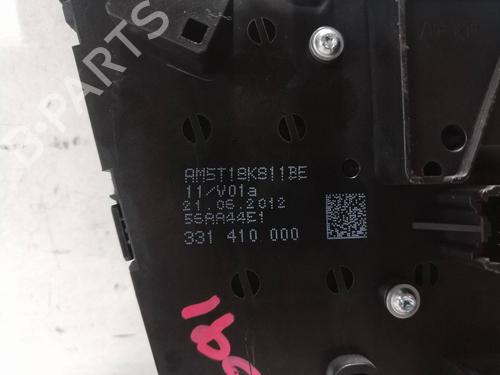 B-PARTS
AM5T18K811BE
11/V01a
21.06.2012
56AA44E1
331 410 000